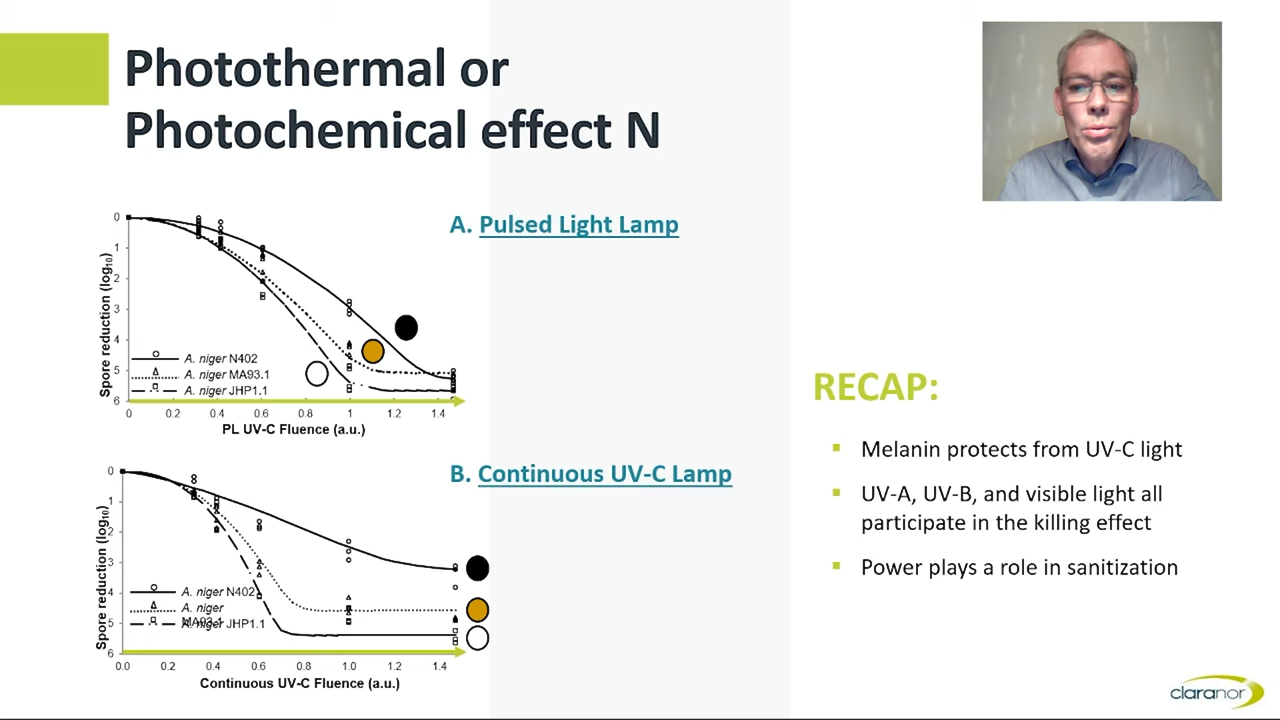 Photothermal or
Photochemical effect N
A. Pulsed Light Lamp
Spore reduction (log10)
0
1
2
3
4
5
6
A. niger N402
A. niger MA93.1
A. niger JHP1.1
0 0.2 0.4 0.6 0.8 1 1.2 1.4
PL UV-C Fluence (a.u.)
B. Continuous UV-C Lamp
Spore reduction (log10)
0
1
2
3
4
5
6
A. niger N402
A. niger
MA93.1
A. niger JHP1.1
0.0 0.2 0.4 0.6 0.8 1.0 1.2 1.4
Continuous UV-C Fluence (a.u.)
RECAP:
Melanin protects from UV-C light
UV-A, UV-B, and visible light all
participate in the killing effect
Power plays a role in sanitization
claranor